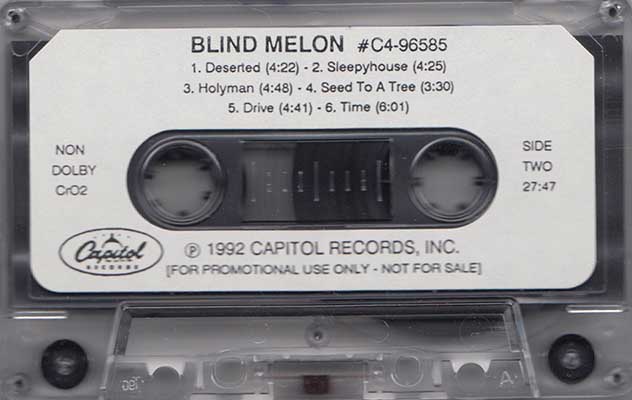 BLIND MELON #C4-96585
1. Deserted (4:22) - 2. Sleepyhouse (4:25)
3. Holyman (4:48) - 4. Seed To A Tree (3:30)
5. Drive (4:41) - 6. Time (6:01)
NON
DOLBY
CrO2
SIDE
TWO
27:47
Capitol
RECORDS
℗ 1992 CAPITOL RECORDS, INC.
[FOR PROMOTIONAL USE ONLY - NOT FOR SALE]
A